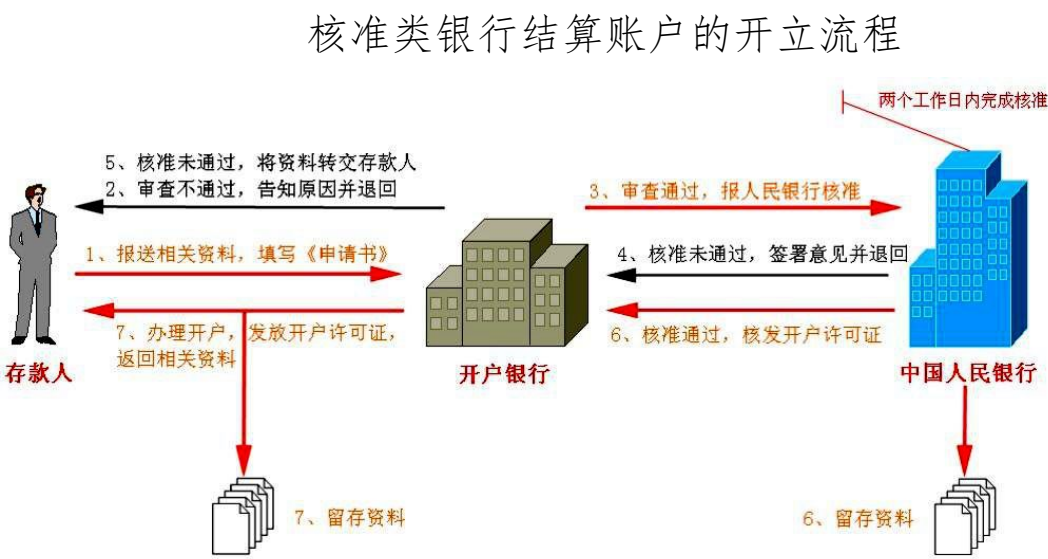 核准类银行结算账户的开立流程
两个工作日内完成核准
5、核准未通过，将资料转交存款人
2、审查不通过，告知原因并退回
3、审查通过，报人民银行核准
1、报送相关资料，填写《申请书》
4、核准未通过，签署意见并退回
7、办理开户，发放开户许可证，
返回相关资料
6、核准通过，核发开户许可证
存款人
开户银行
中国人民银行
7、留存资料
6、留存资料